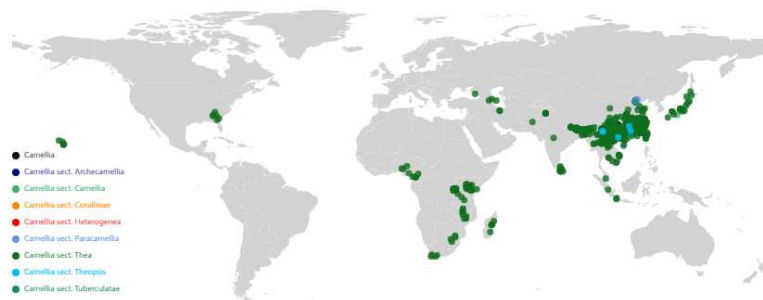 Camellia
Camellia sect. Archecamellia
Camellia sect. Camellia
Camellia sect. Corallinae
Camellia sect. Heterogenea
Camellia sect. Paracamellia
Camellia sect. Thea
Camellia sect. Theopsis
Camellia sect. Tuberculatae